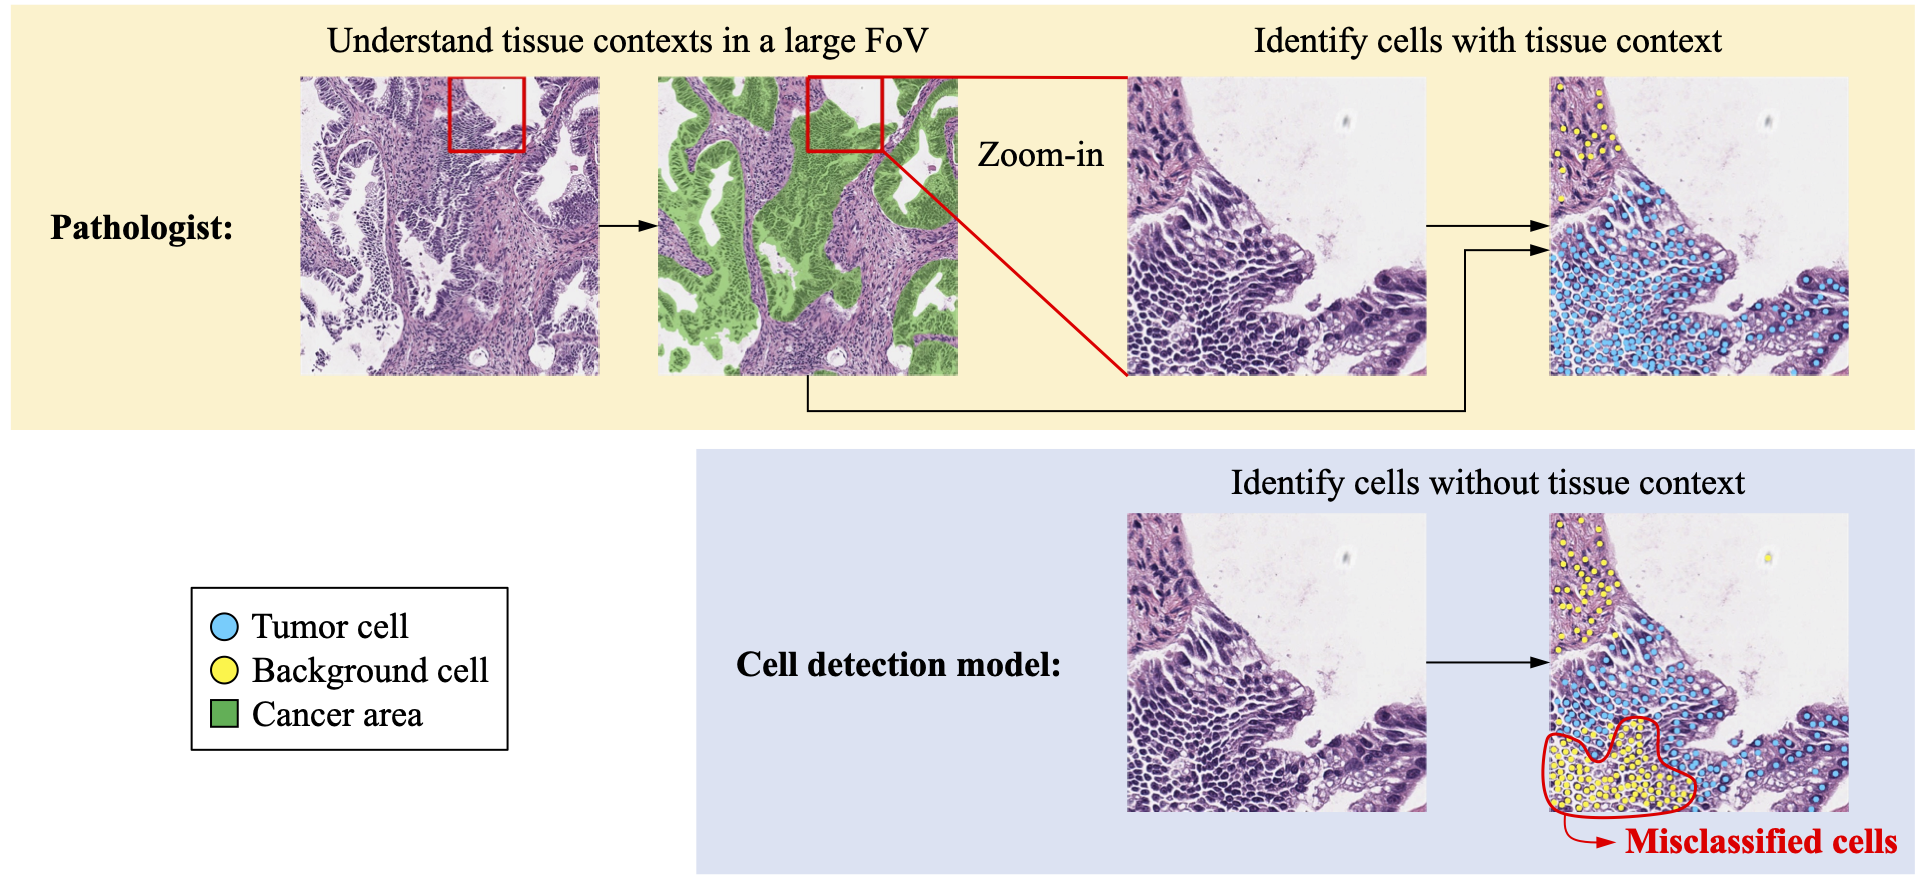 Understand tissue contexts in a large FoV
Identify cells with tissue context
Pathologist:
Zoom-in
Identify cells without tissue context
Cell detection model:
Tumor cell
Background cell
Cancer area
Misclassified cells